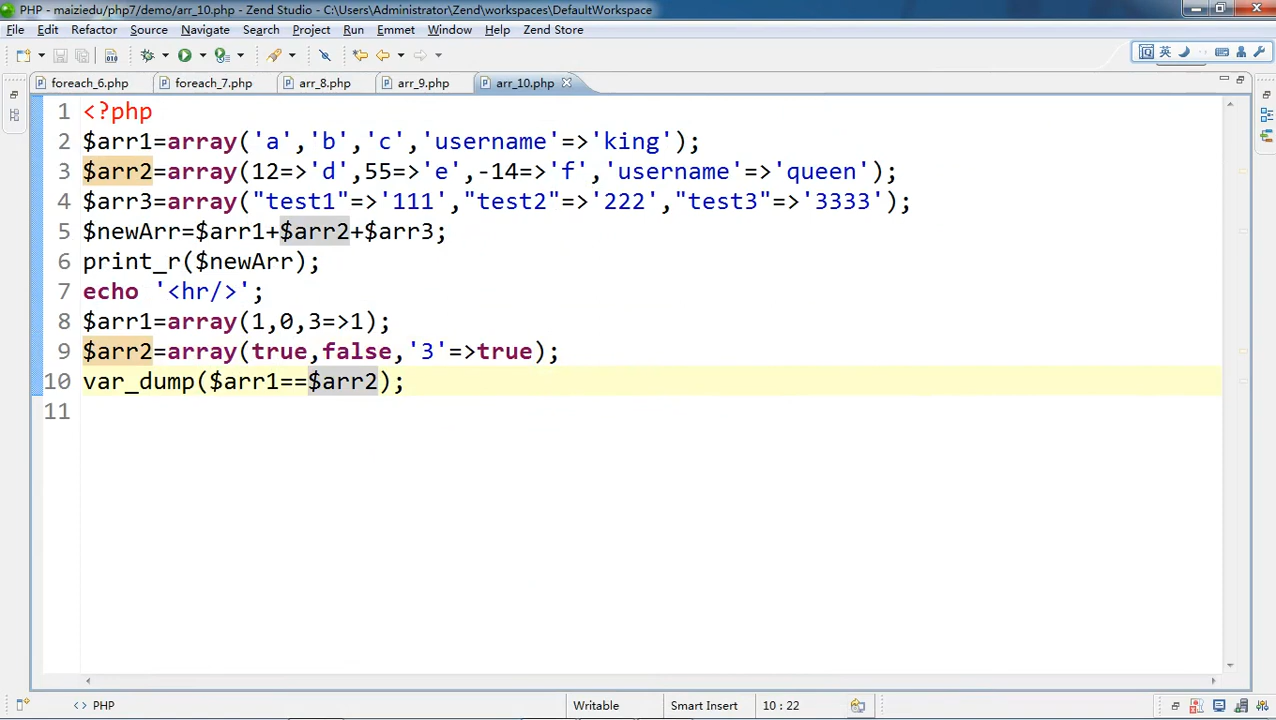 PHP - maiziedu/php7/demo/arr_10.php - Zend Studio - C:\Users\Administrator\Zend\workspaces\DefaultWorkspace
File Edit Refactor Source Navigate Search Project Run Emmet Window Help Zend Store
英
foreach_6.php foreach_7.php arr_8.php arr_9.php arr_10.php
1 <?php
2 $arr1=array('a','b','c','username'=>'king');
3 $arr2=array(12=>'d',55=>'e',-14=>'f','username'=>'queen');
4 $arr3=array("test1"=>'111',"test2"=>'222',"test3"=>'3333');
5 $newArr=$arr1+$arr2+$arr3;
6 print_r($newArr);
7 echo '<hr/>';
8 $arr1=array(1,0,3=>1);
9 $arr2=array(true,false,'3'=>true);
10 var_dump($arr1==$arr2);
11
<> PHP Writable Smart Insert 10 : 22